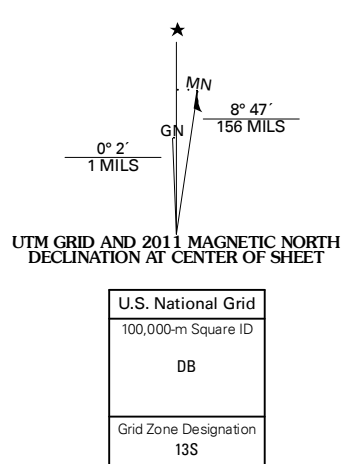 ★
MN
GN
8° 47´
156 MILS
0° 2´
1 MILS
UTM GRID AND 2011 MAGNETIC NORTH
DECLINATION AT CENTER OF SHEET
U.S. National Grid
100,000-m Square ID
DB
Grid Zone Designation
13S